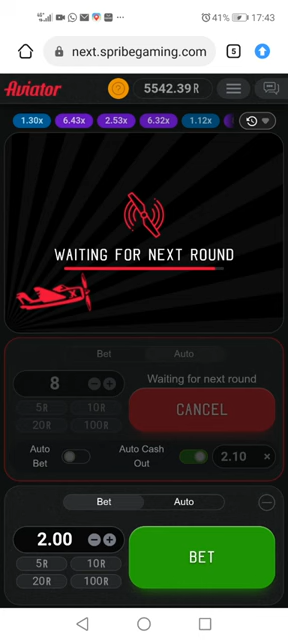 41% 17:43
next.spribegaming.com 5
Aviator 5542.39 R
1.30x 6.43x 2.53x 6.32x 1.12x
WAITING FOR NEXT ROUND
Bet Auto
8
Waiting for next round
5R 10R
20R 100R
CANCEL
Auto Bet
Auto Cash Out
2.10 ×
Bet Auto
2.00
5R 10R
20R 100R
BET